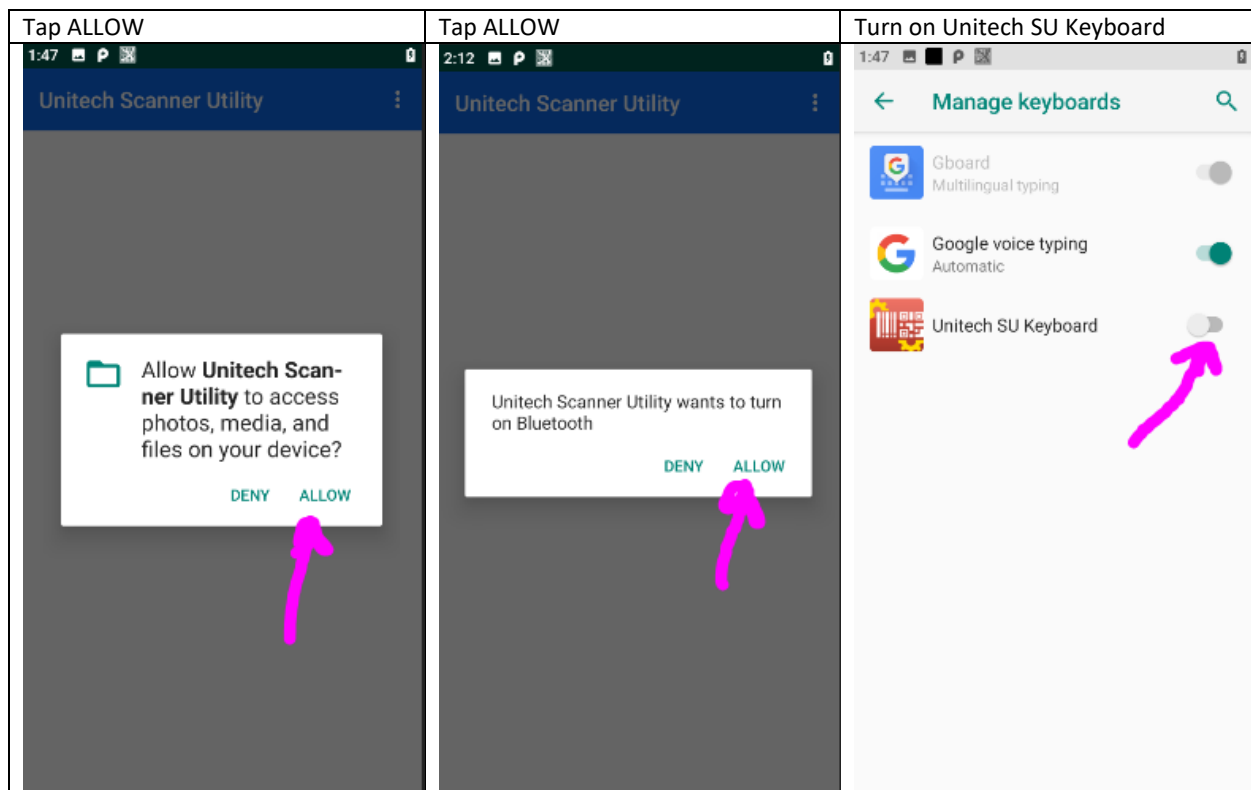 Tap ALLOW
1:47
Unitech Scanner Utility
Allow Unitech Scan-
ner Utility to access
photos, media, and
files on your device?
DENY ALLOW
Tap ALLOW
2:12
Unitech Scanner Utility
Unitech Scanner Utility wants to turn
on Bluetooth
DENY ALLOW
Turn on Unitech SU Keyboard
1:47
Manage keyboards
Gboard
Multilingual typing
Google voice typing
Automatic
Unitech SU Keyboard